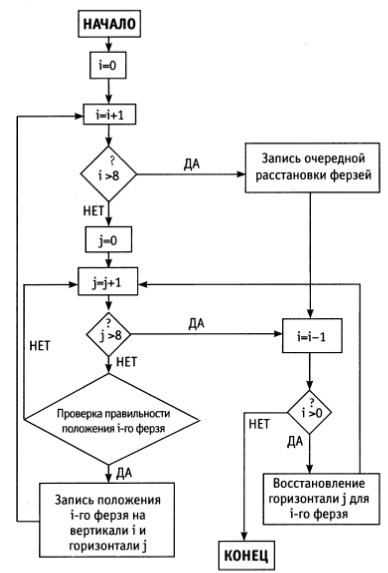 НАЧАЛО
i=0
i=i+1
?
i >8
ДА
Запись очередной
расстановки ферзей
НЕТ
j=0
j=j+1
?
j >8
ДА
i=i–1
НЕТ
НЕТ
Проверка правильности
положения i-го ферзя
?
i >0
НЕТ
ДА
ДА
Запись положения
i-го ферзя на
вертикали i и
горизонтали j
Восстановление
горизонтали j для
i-го ферзя
КОНЕЦ